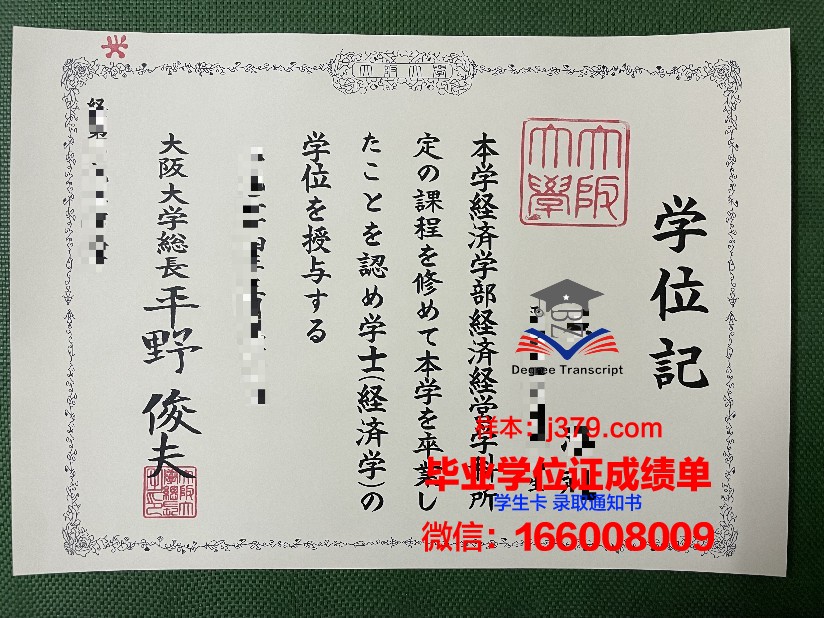 学位記
大阪
大學
本学経済学部経済経営学科所
定の課程を修めて本学を卒業し
たことを認め学士(経済学)の
学位を授与する
大阪大学総長 平野 俊夫
Degree Transcript
样本:j379.com
毕业学位证成绩单
学生卡 录取通知书
微信:166008009